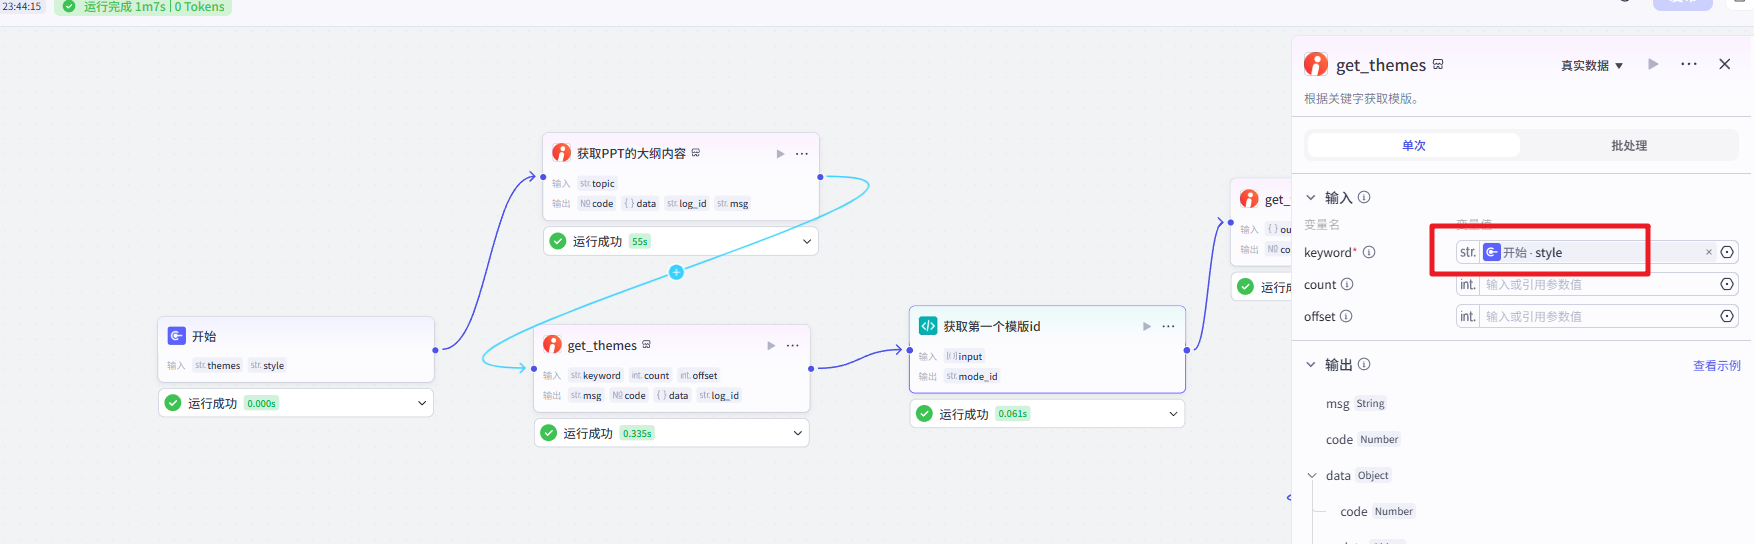 23:44:15
运行完成 1m7s | 0 Tokens
获取PPT的大纲内容
输入 str.topic
输出 № code { } data str.log_id str.msg
运行成功 55s
开始
输入 str.themes str.style
运行成功 0.000s
get_themes
输入 str.keyword int.count int.offset
输出 str.msg № code { } data str.log_id
运行成功 0.335s
获取第一个模版id
输入 [()] input
输出 str.mode_id
运行成功 0.061s
get_
输入 { }
输出 №
get_themes
真实数据
根据关键字获取模版。
单次
批处理
输入
变量名 变量值
keyword* str. 开始 - style
count int. 输入或引用参数值
offset int. 输入或引用参数值
输出
查看示例
msg String
code Number
data Object
code Number